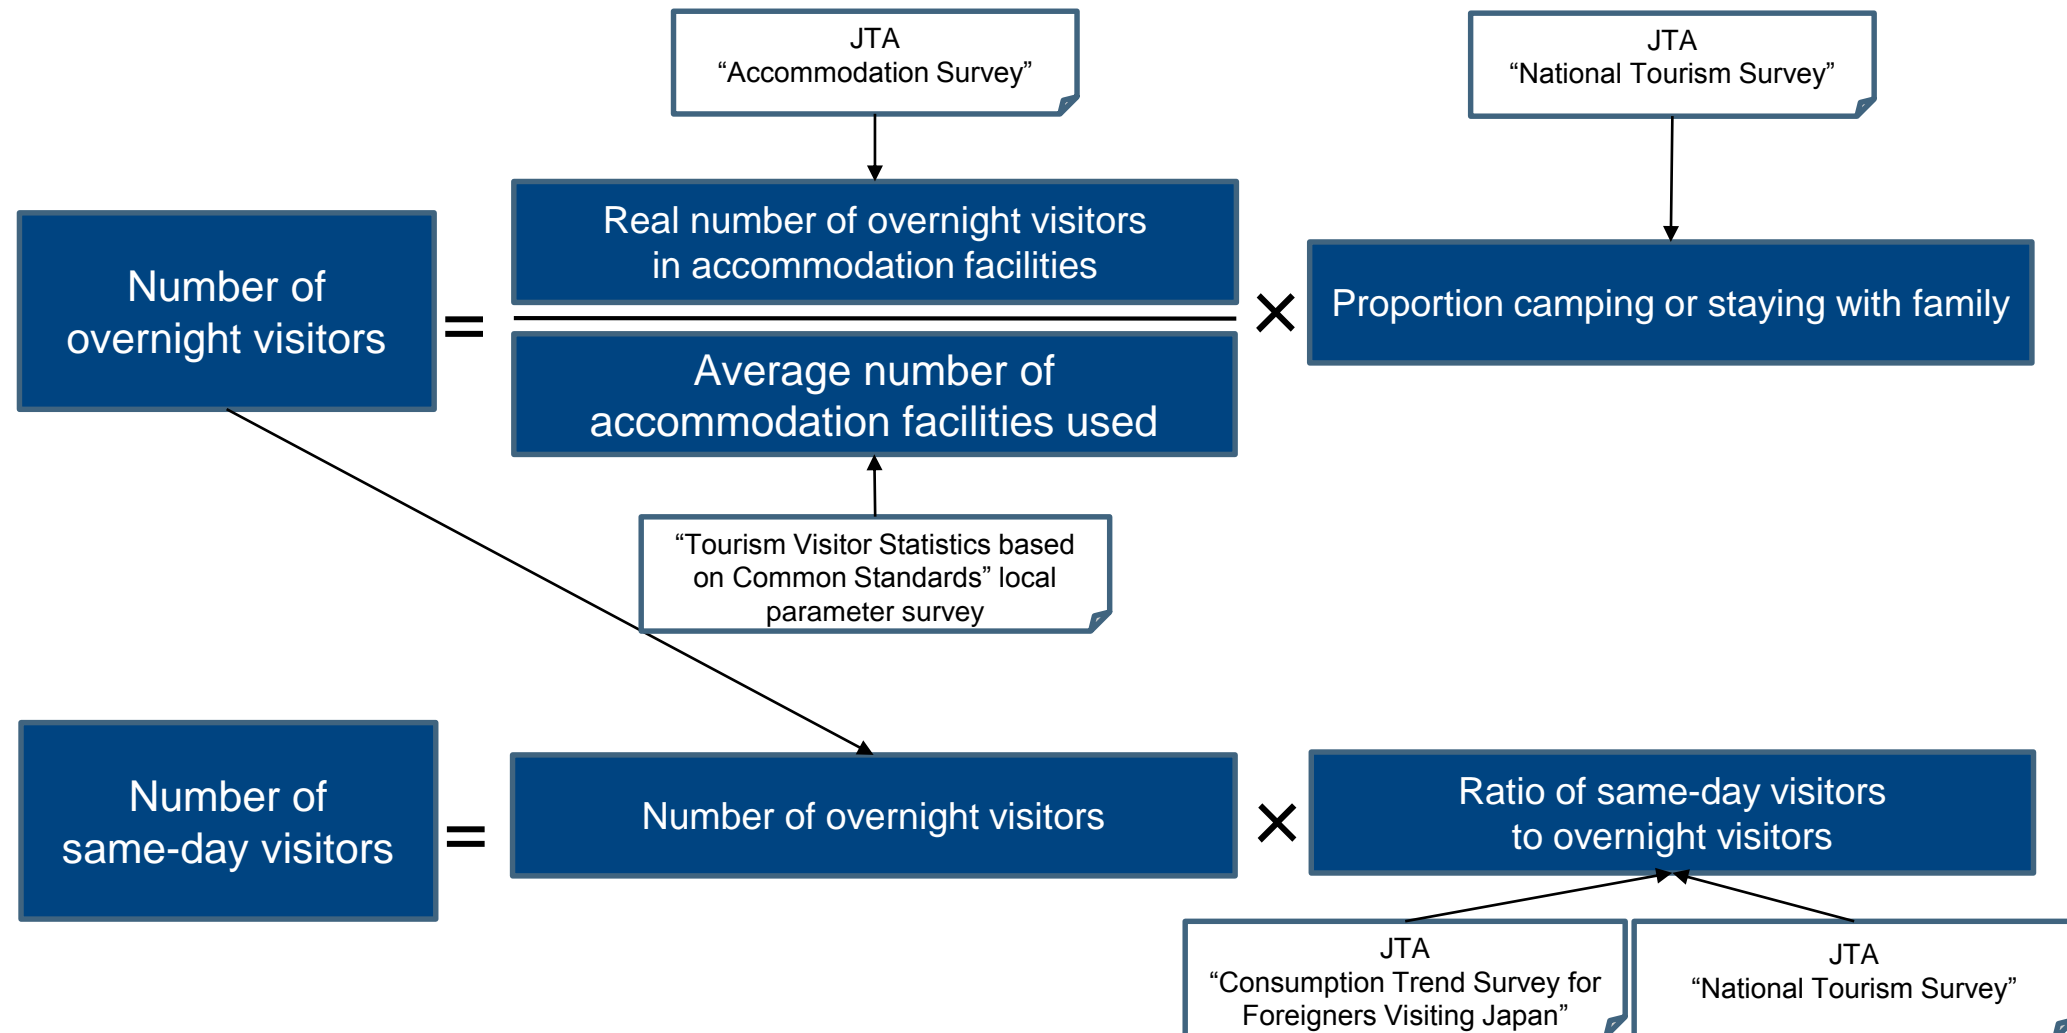 JTA
“Accommodation Survey”
JTA
“National Tourism Survey”
Number of
overnight visitors
=
Real number of overnight visitors
in accommodation facilities
Average number of
accommodation facilities used
×
Proportion camping or staying with family
“Tourism Visitor Statistics based
on Common Standards” local
parameter survey
Number of
same-day visitors
=
Number of overnight visitors
×
Ratio of same-day visitors
to overnight visitors
JTA
“Consumption Trend Survey for
Foreigners Visiting Japan”
JTA
“National Tourism Survey”